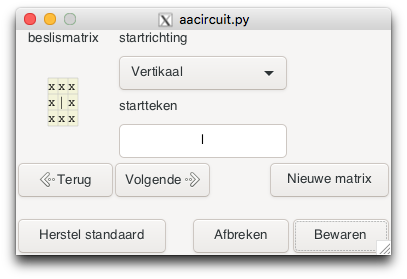 aacircuit.py
beslismatrix
startrichting
Vertikaal
x x x
x | x
x x x
startteken
|
Terug
Volgende
Nieuwe matrix
Herstel standaard
Afbreken
Bewaren